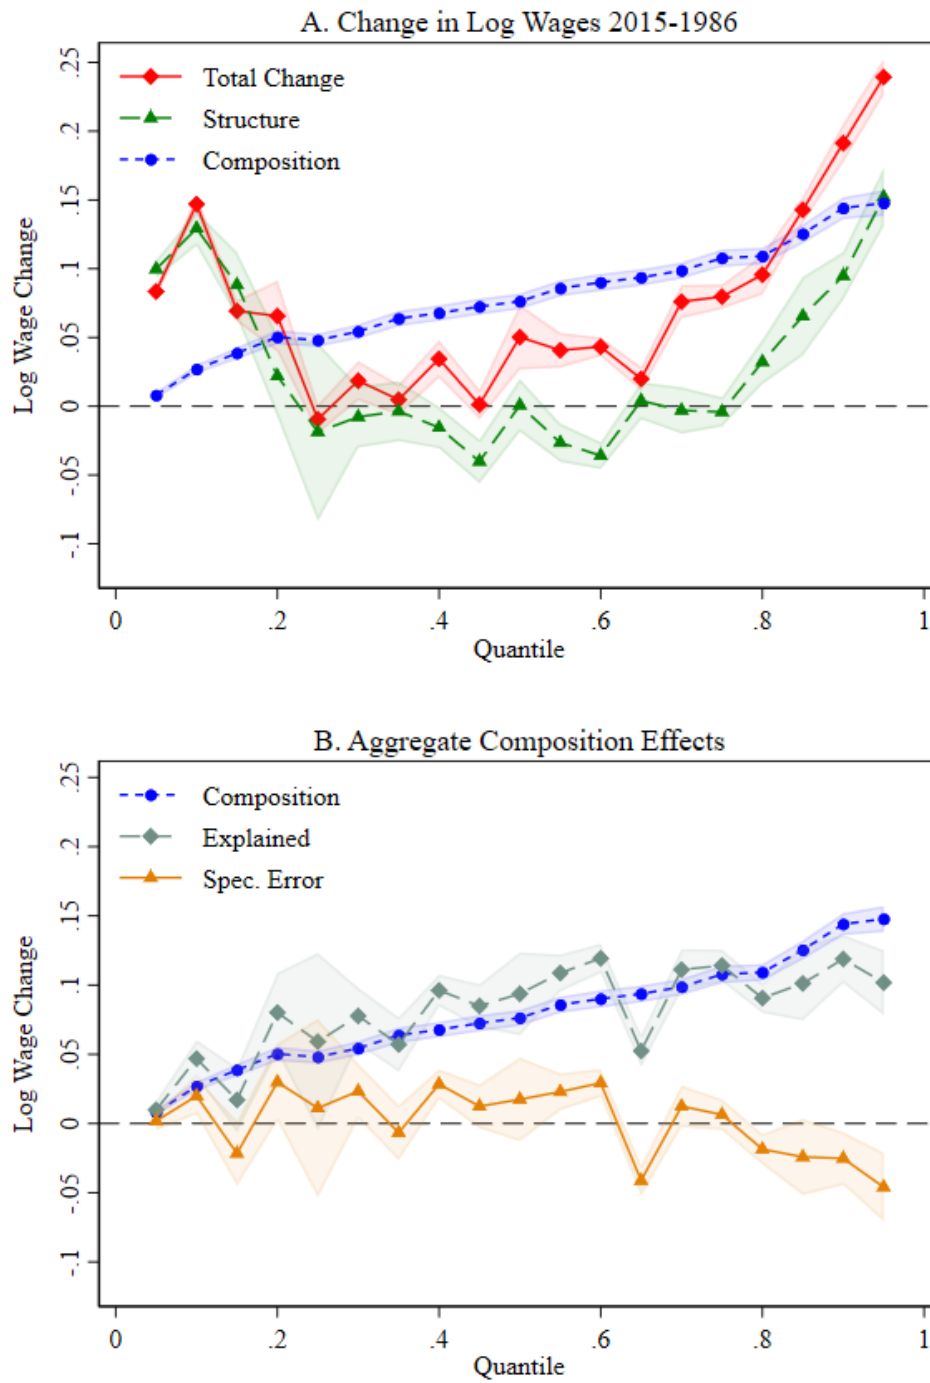 A. Change in Log Wages 2015-1986
Total Change
Structure
Composition
Log Wage Change
.25
.2
.15
.1
.05
0
-.05
-.1
0 .2 .4 .6 .8 1
Quantile
B. Aggregate Composition Effects
Composition
Explained
Spec. Error
Log Wage Change
.25
.2
.15
.1
.05
0
-.05
-.1
0 .2 .4 .6 .8 1
Quantile